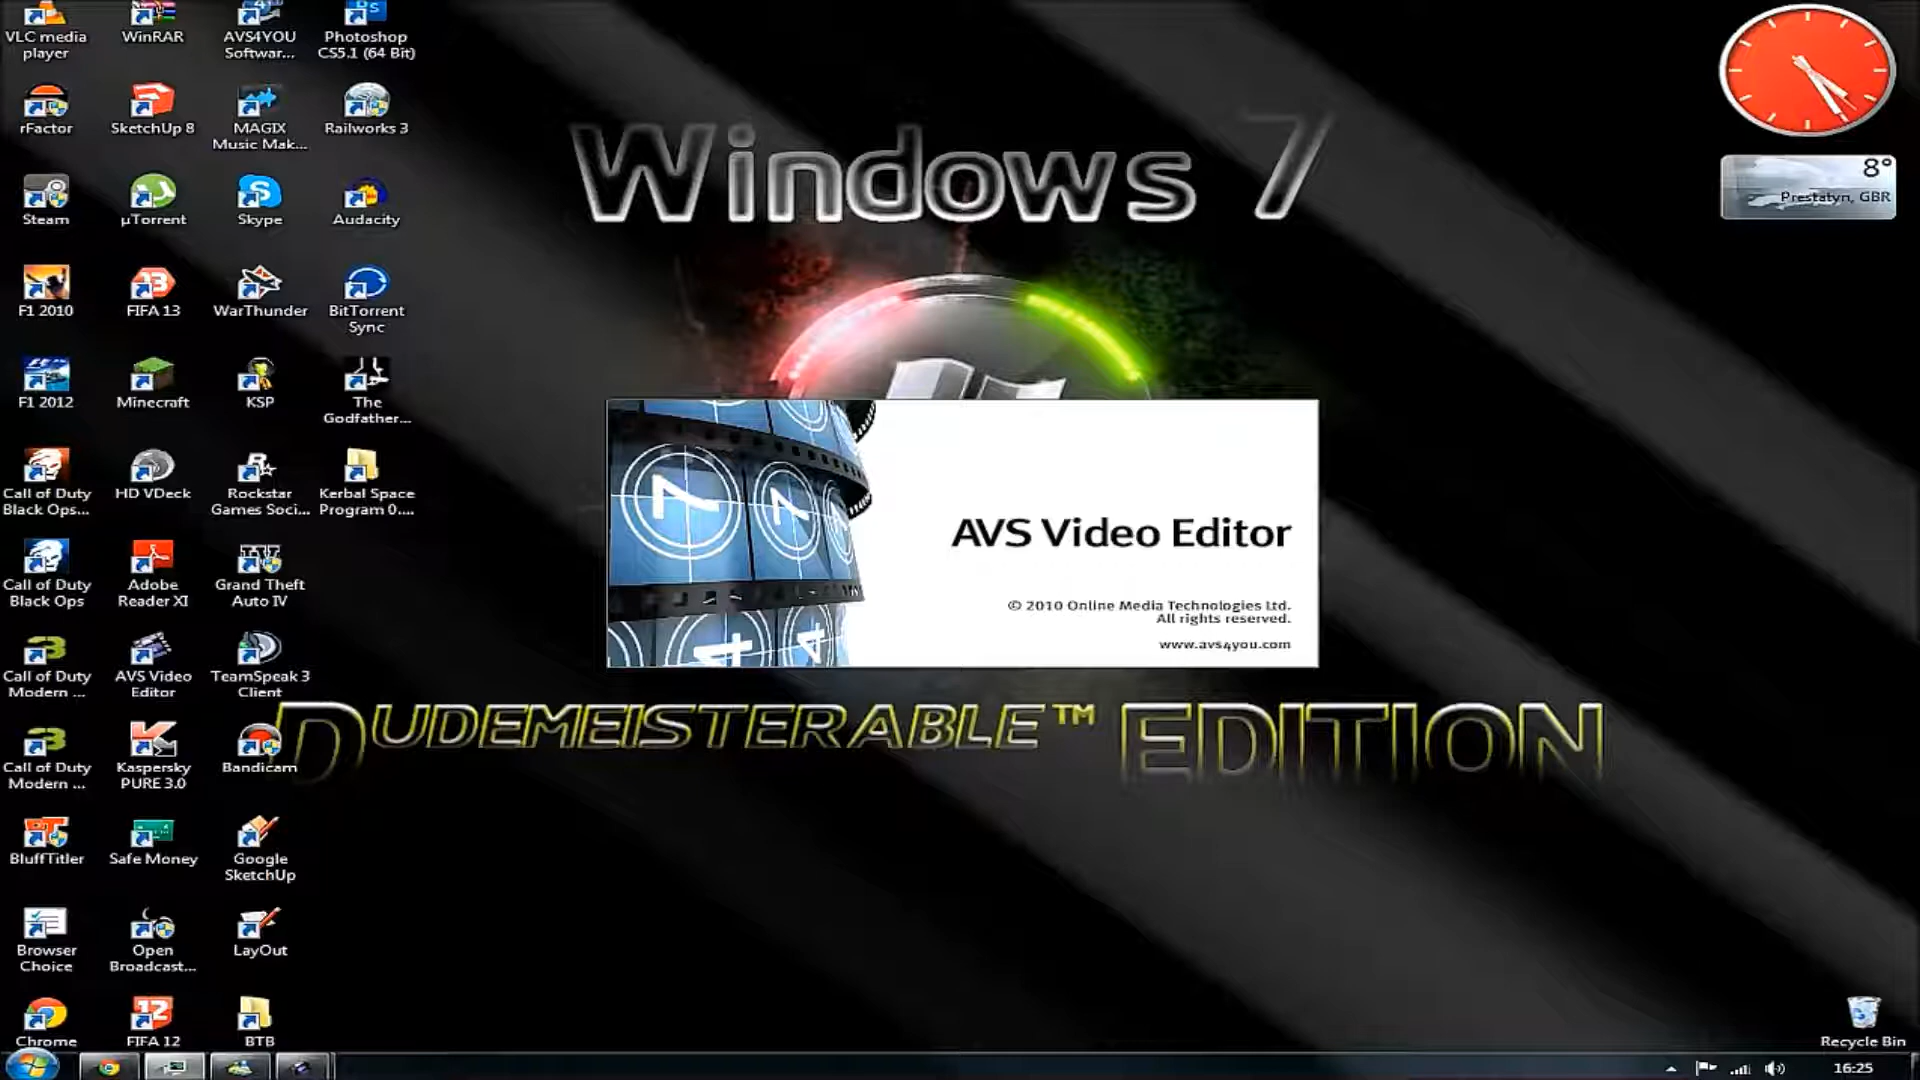 VLC media
player
WinRAR
AVS4YOU
Softwar...
Photoshop
CS5.1 (64 Bit)
rFactor
SketchUp 8
MAGIX
Music Mak...
Railworks 3
Steam
µTorrent
Skype
Audacity
F1 2010
FIFA 13
WarThunder
BitTorrent
Sync
F1 2012
Minecraft
KSP
The
Godfather...
Call of Duty
Black Ops...
HD VDeck
Rockstar
Games Soci...
Kerbal Space
Program 0....
Call of Duty
Black Ops
Adobe
Reader XI
Grand Theft
Auto IV
Call of Duty
Modern ...
AVS Video
Editor
TeamSpeak 3
Client
Call of Duty
Modern ...
Kaspersky
PURE 3.0
Bandicam
BluffTitler
Safe Money
Google
SketchUp
Browser
Choice
Open
Broadcast...
LayOut
Chrome
FIFA 12
BTB
Windows 7
AVS Video Editor
© 2010 Online Media Technologies Ltd.
All rights reserved.
www.avs4you.com
DUDEMEISTERABLE™ EDITION
8°
Prestatyn, GBR
Recycle Bin
16:25